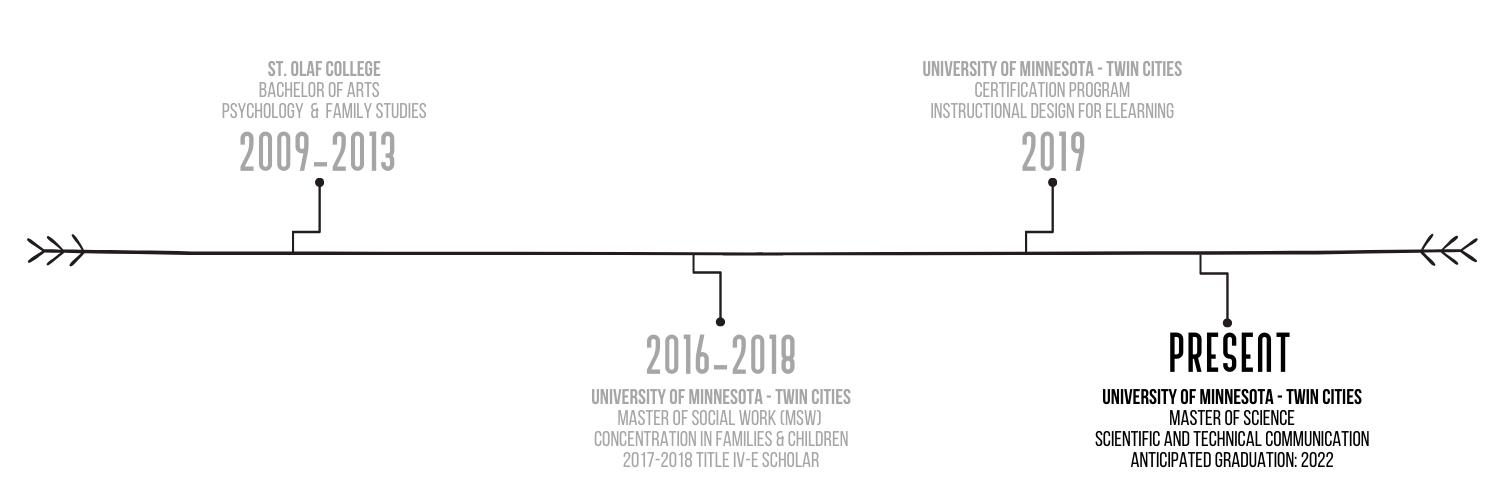 ST. OLAF COLLEGE
BACHELOR OF ARTS
PSYCHOLOGY & FAMILY STUDIES
2009-2013
UNIVERSITY OF MINNESOTA - TWIN CITIES
CERTIFICATION PROGRAM
INSTRUCTIONAL DESIGN FOR ELEARNING
2019
2016-2018
UNIVERSITY OF MINNESOTA - TWIN CITIES
MASTER OF SOCIAL WORK (MSW)
CONCENTRATION IN FAMILIES & CHILDREN
2017-2018 TITLE IV-E SCHOLAR
PRESENT
UNIVERSITY OF MINNESOTA - TWIN CITIES
MASTER OF SCIENCE
SCIENTIFIC AND TECHNICAL COMMUNICATION
ANTICIPATED GRADUATION: 2022